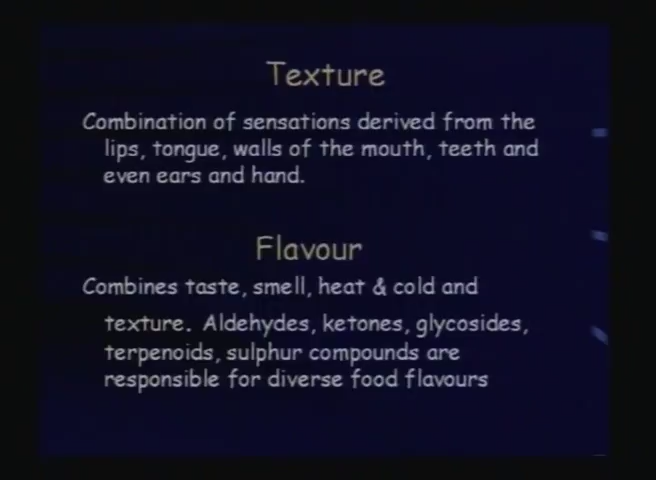 Texture
Combination of sensations derived from the
lips, tongue, walls of the mouth, teeth and
even ears and hand.
Flavour
Combines taste, smell, heat & cold and
texture. Aldehydes, ketones, glycosides,
terpenoids, sulphur compounds are
responsible for diverse food flavours